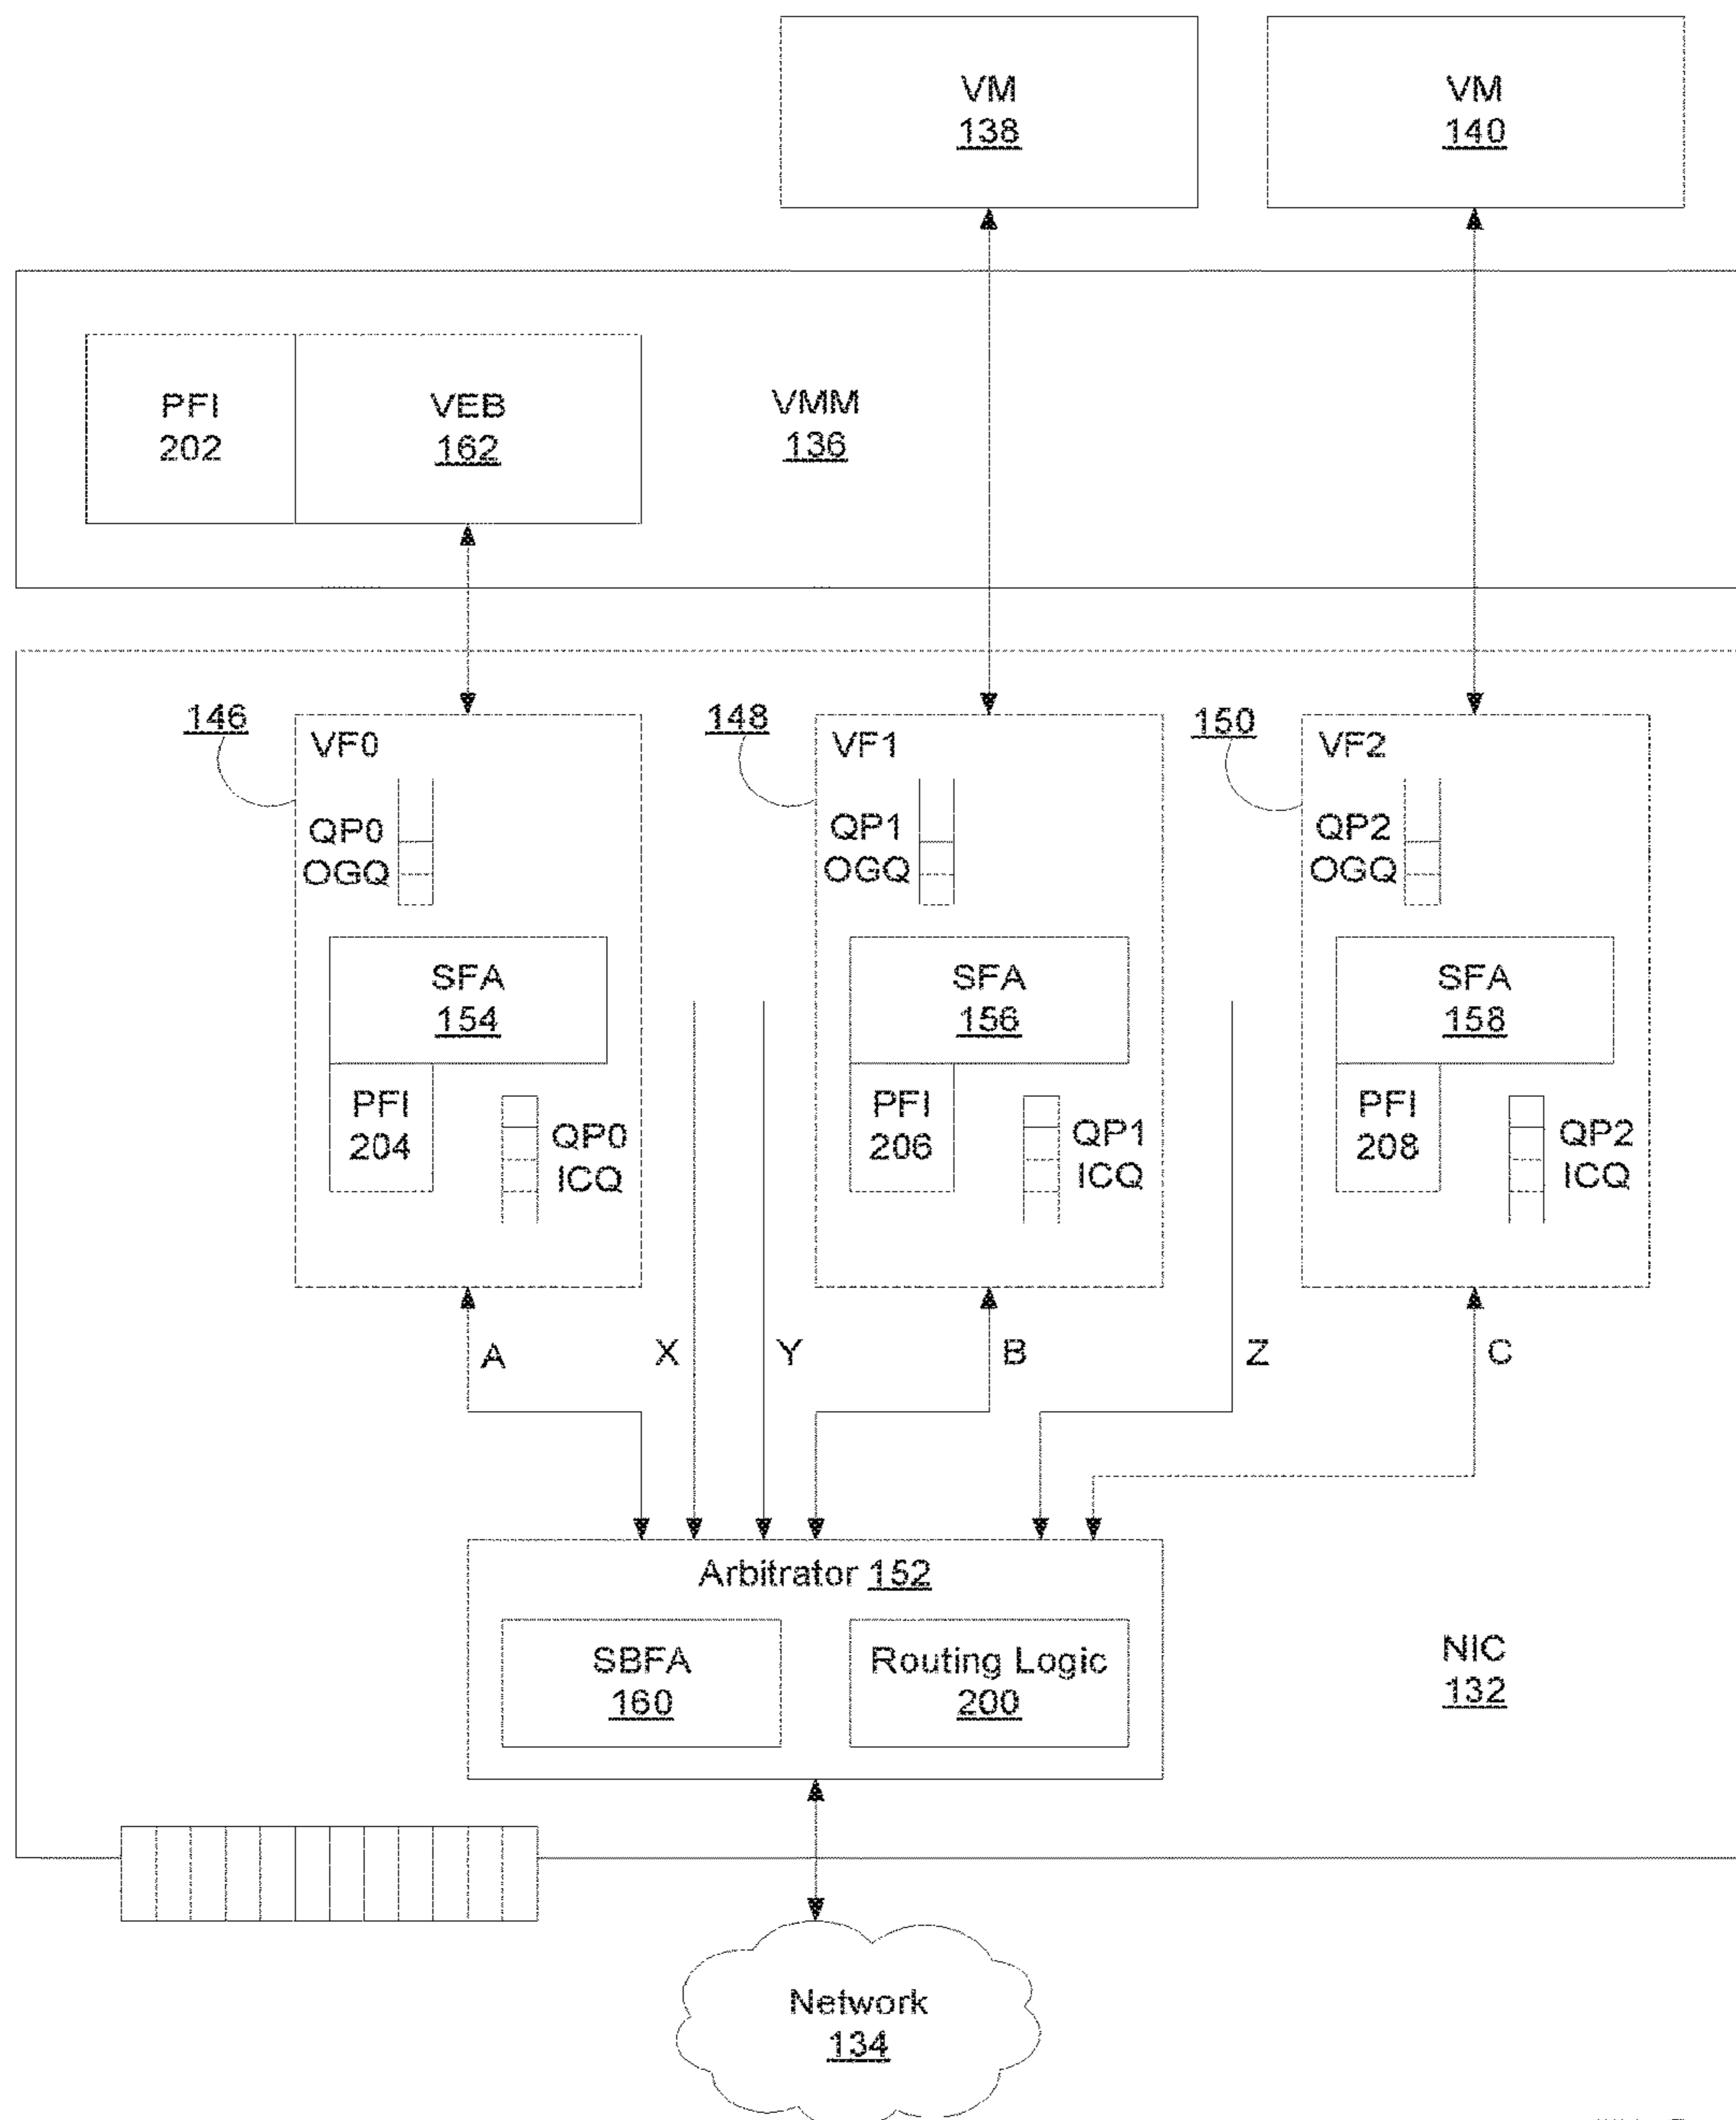 VM
138
VM
140
PFI
202
VEB
162
VMM
136
146
VF0
QP0
OGQ
SFA
154
PFI
204
QP0
ICQ
148
VF1
QP1
OGQ
SFA
156
PFI
206
QP1
ICQ
150
VF2
QP2
OGQ
SFA
158
PFI
208
QP2
ICQ
A
X
Y
B
Z
C
Arbitrator 152
SBFA
160
Routing Logic
200
NIC
132
Network
134